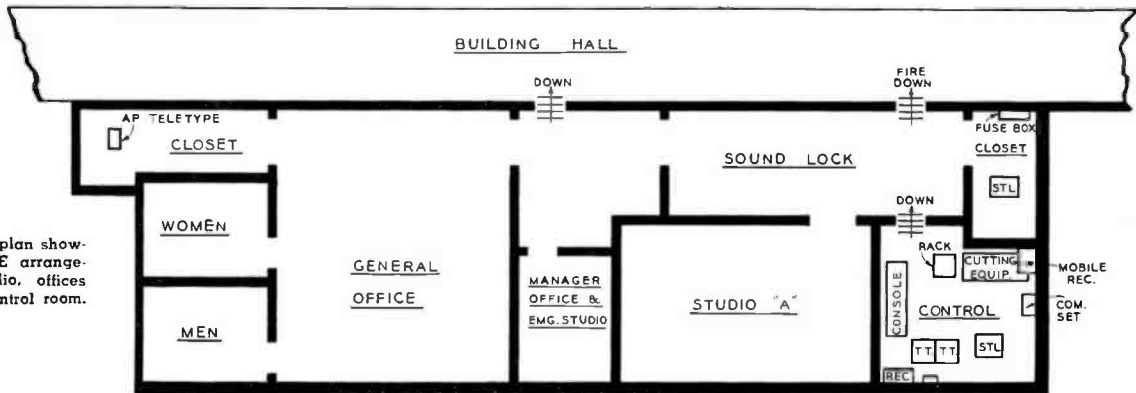 BUILDING HALL
DOWN
FIRE
DOWN
AP TELETYPE
CLOSET
FUSE BOX
CLOSET
SOUND LOCK
STL
DOWN
WOMEN
plan show-
E arrange-
dio, offices
ntrol room.
GENERAL
OFFICE
MANAGER
OFFICE &
EMG. STUDIO
STUDIO "A"
RACK
CUTTING
EQUIP.
MOBILE
REC.
CONSOLE
CONTROL
COM.
SET
MEN
T.T.
T.T.
STL
REC